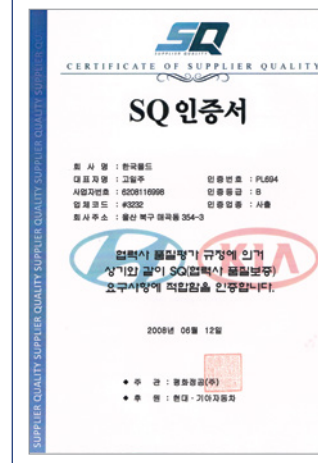 SQ
SUPPLIER QUALITY
CERTIFICATE OF SUPPLIER QUALITY
SQ 인증서
회 사 명 : 한국몰드
대 표 자 명 : 고일주 인 증 번 호 : PL694
사업자번호 : 6208116998 인 증 등 급 : B
업 체 코 드 : #3232 인 증 업 종 : 사출
회 사 주 소 : 울산 북구 매곡동 354-3
협력사 품질평가 규정에 의거
상기와 같이 SQ(협력사 품질보증)
요구사항에 적합함을 인증합니다.
KIA
2008년 06월 12일
◆ 주 관 : 평화정공(주)
◆ 후 원 : 현대 · 기아자동차
SUPPLIER QUALITY SUPPLIER QUALITY SUPPLIER QUALITY SUPPLIER QUALITY